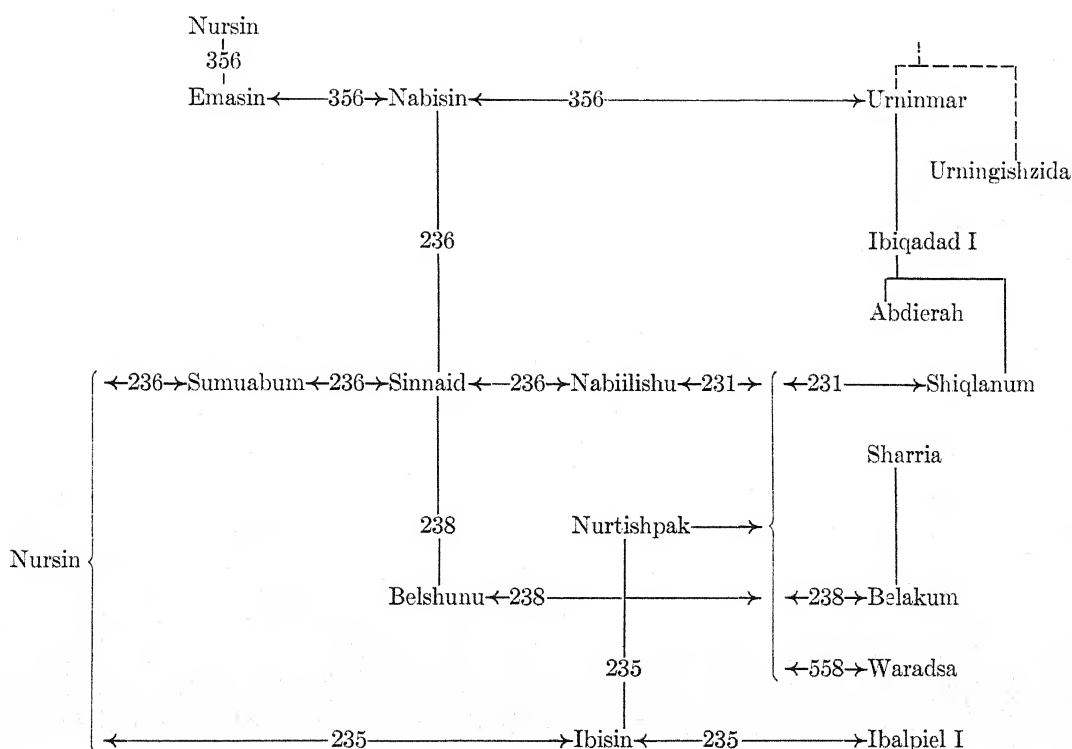 Nursin
356
Emasin 356 Nabisin 356 Urninmar
Urningishzida
236 Ibiqadad I
Abdierah
236 Sumuabum 236 Sinnaid 236 Nabiilishu 231 231 Shiqlanum
Sharria
238 Nurtishpak
Nursin
Belshunu 238 238 Belakum
235 558 Waradsa
235 Ibisin 235 Ibalpiel I